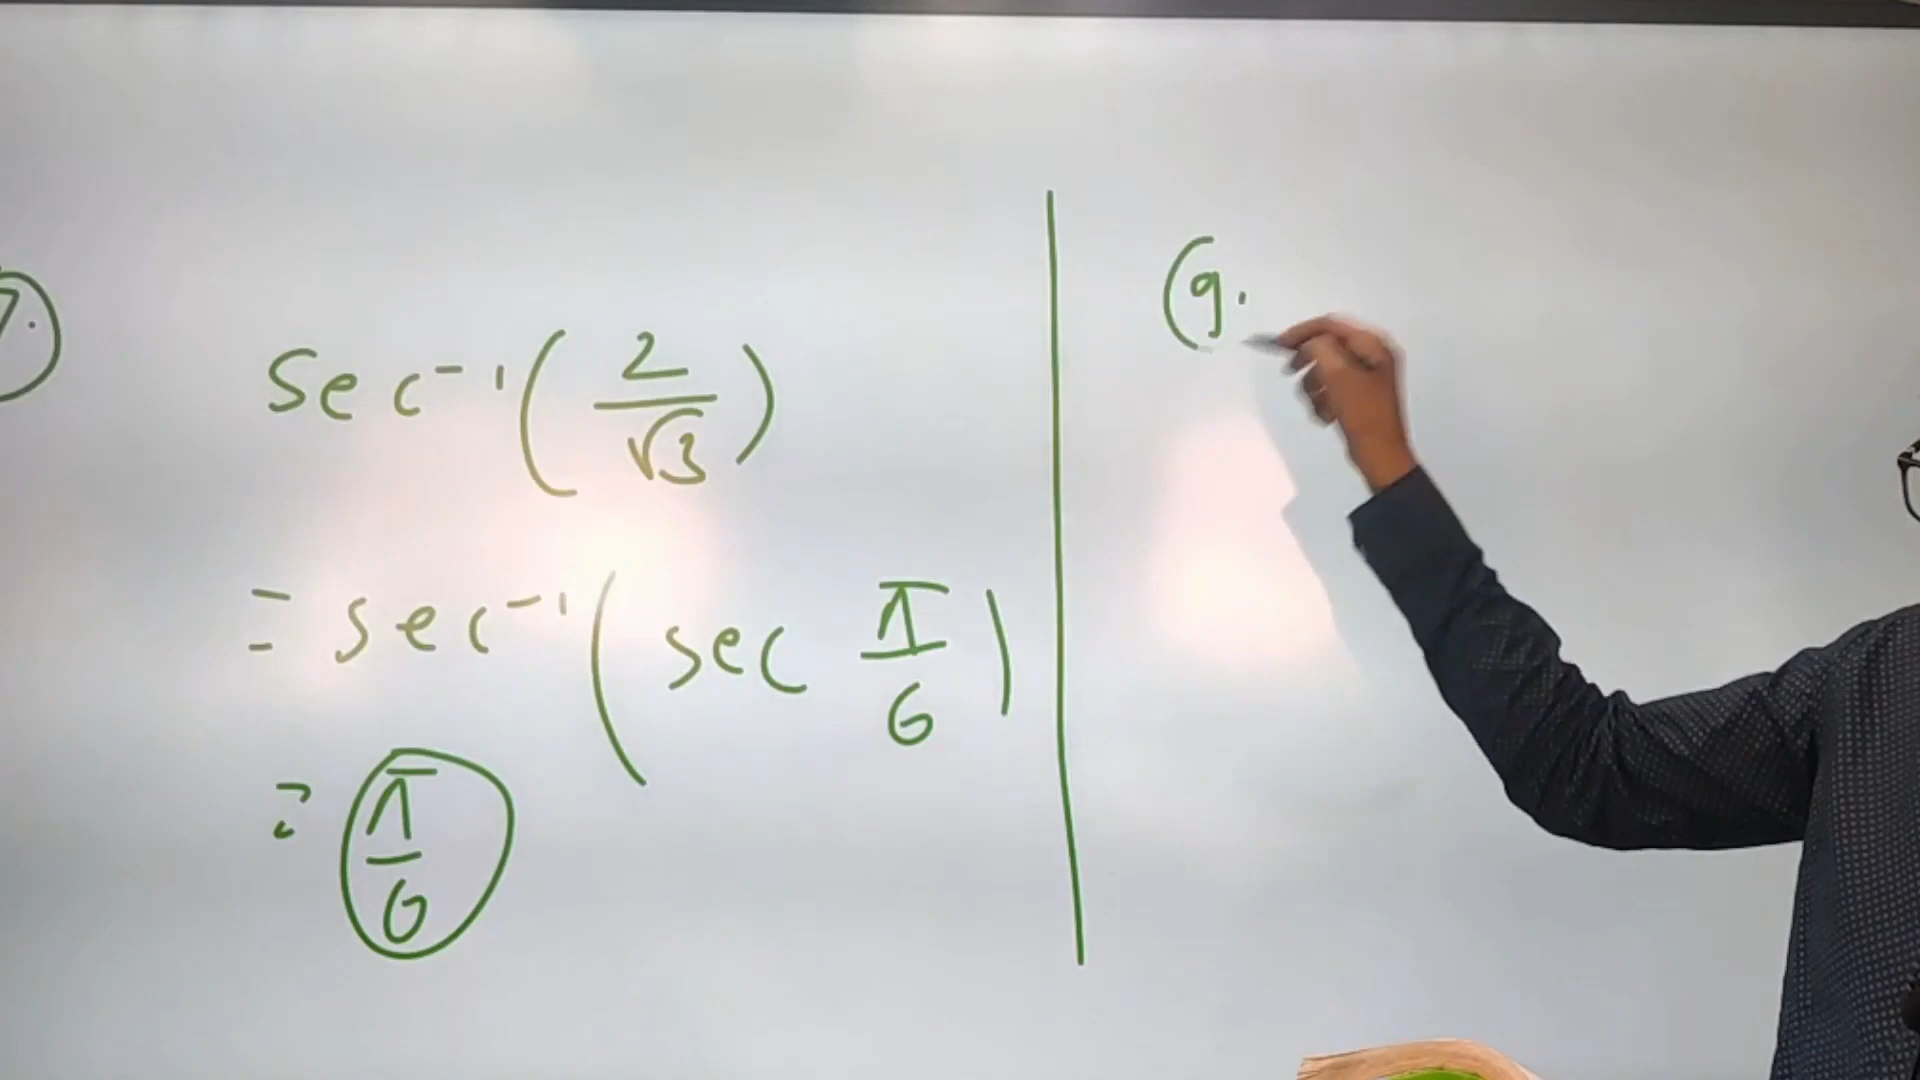 7.
sec⁻¹(2/√3)
= sec⁻¹(sec π/6)
= π/6
9.